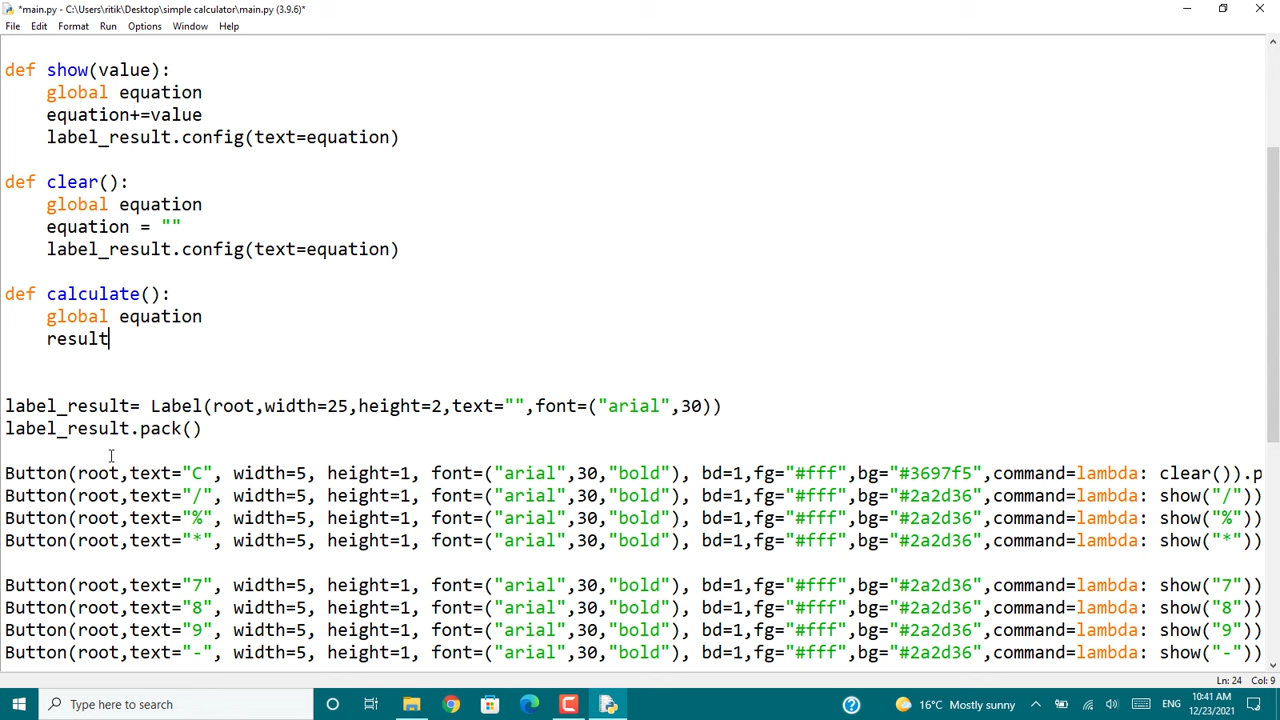 *main.py - C:\Users\ritik\Desktop\simple calculator\main.py (3.9.6)*
File Edit Format Run Options Window Help
def show(value):
    global equation
    equation+=value
    label_result.config(text=equation)
def clear():
    global equation
    equation = ""
    label_result.config(text=equation)
def calculate():
    global equation
    result
label_result= Label(root,width=25,height=2,text="",font=("arial",30))
label_result.pack()
Button(root,text="C", width=5, height=1, font=("arial",30,"bold"), bd=1,fg="#fff",bg="#3697f5",command=lambda: clear()).p
Button(root,text="/", width=5, height=1, font=("arial",30,"bold"), bd=1,fg="#fff",bg="#2a2d36",command=lambda: show("/"))
Button(root,text="%", width=5, height=1, font=("arial",30,"bold"), bd=1,fg="#fff",bg="#2a2d36",command=lambda: show("%"))
Button(root,text="*", width=5, height=1, font=("arial",30,"bold"), bd=1,fg="#fff",bg="#2a2d36",command=lambda: show("*"))
Button(root,text="7", width=5, height=1, font=("arial",30,"bold"), bd=1,fg="#fff",bg="#2a2d36",command=lambda: show("7"))
Button(root,text="8", width=5, height=1, font=("arial",30,"bold"), bd=1,fg="#fff",bg="#2a2d36",command=lambda: show("8"))
Button(root,text="9", width=5, height=1, font=("arial",30,"bold"), bd=1,fg="#fff",bg="#2a2d36",command=lambda: show("9"))
Button(root,text="-", width=5, height=1, font=("arial",30,"bold"), bd=1,fg="#fff",bg="#2a2d36",command=lambda: show("-"))
Ln: 24 Col: 9
Type here to search
16°C Mostly sunny
ENG
10:41 AM
12/23/2021